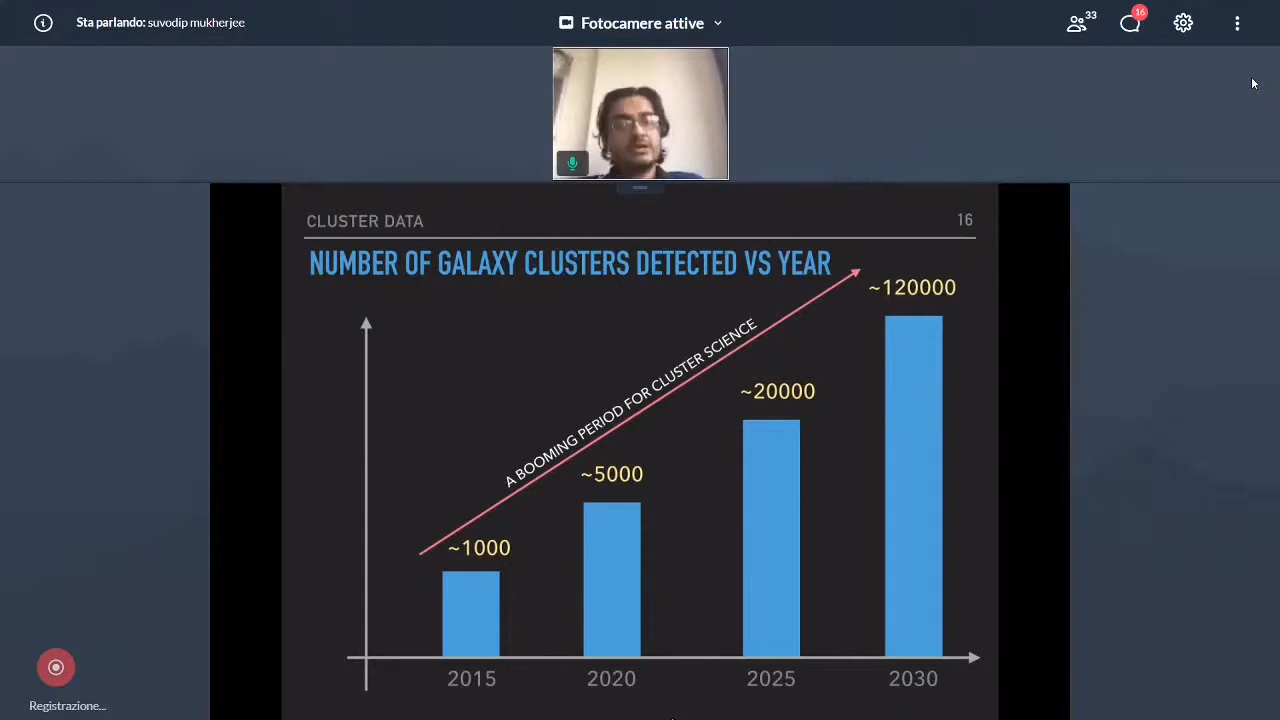 Sta parlando: suvodip mukherjee
Fotocamere attive
33
16
CLUSTER DATA
16
NUMBER OF GALAXY CLUSTERS DETECTED VS YEAR
~120000
A BOOMING PERIOD FOR CLUSTER SCIENCE
~20000
~5000
~1000
2015 2020 2025 2030
Registrazione...